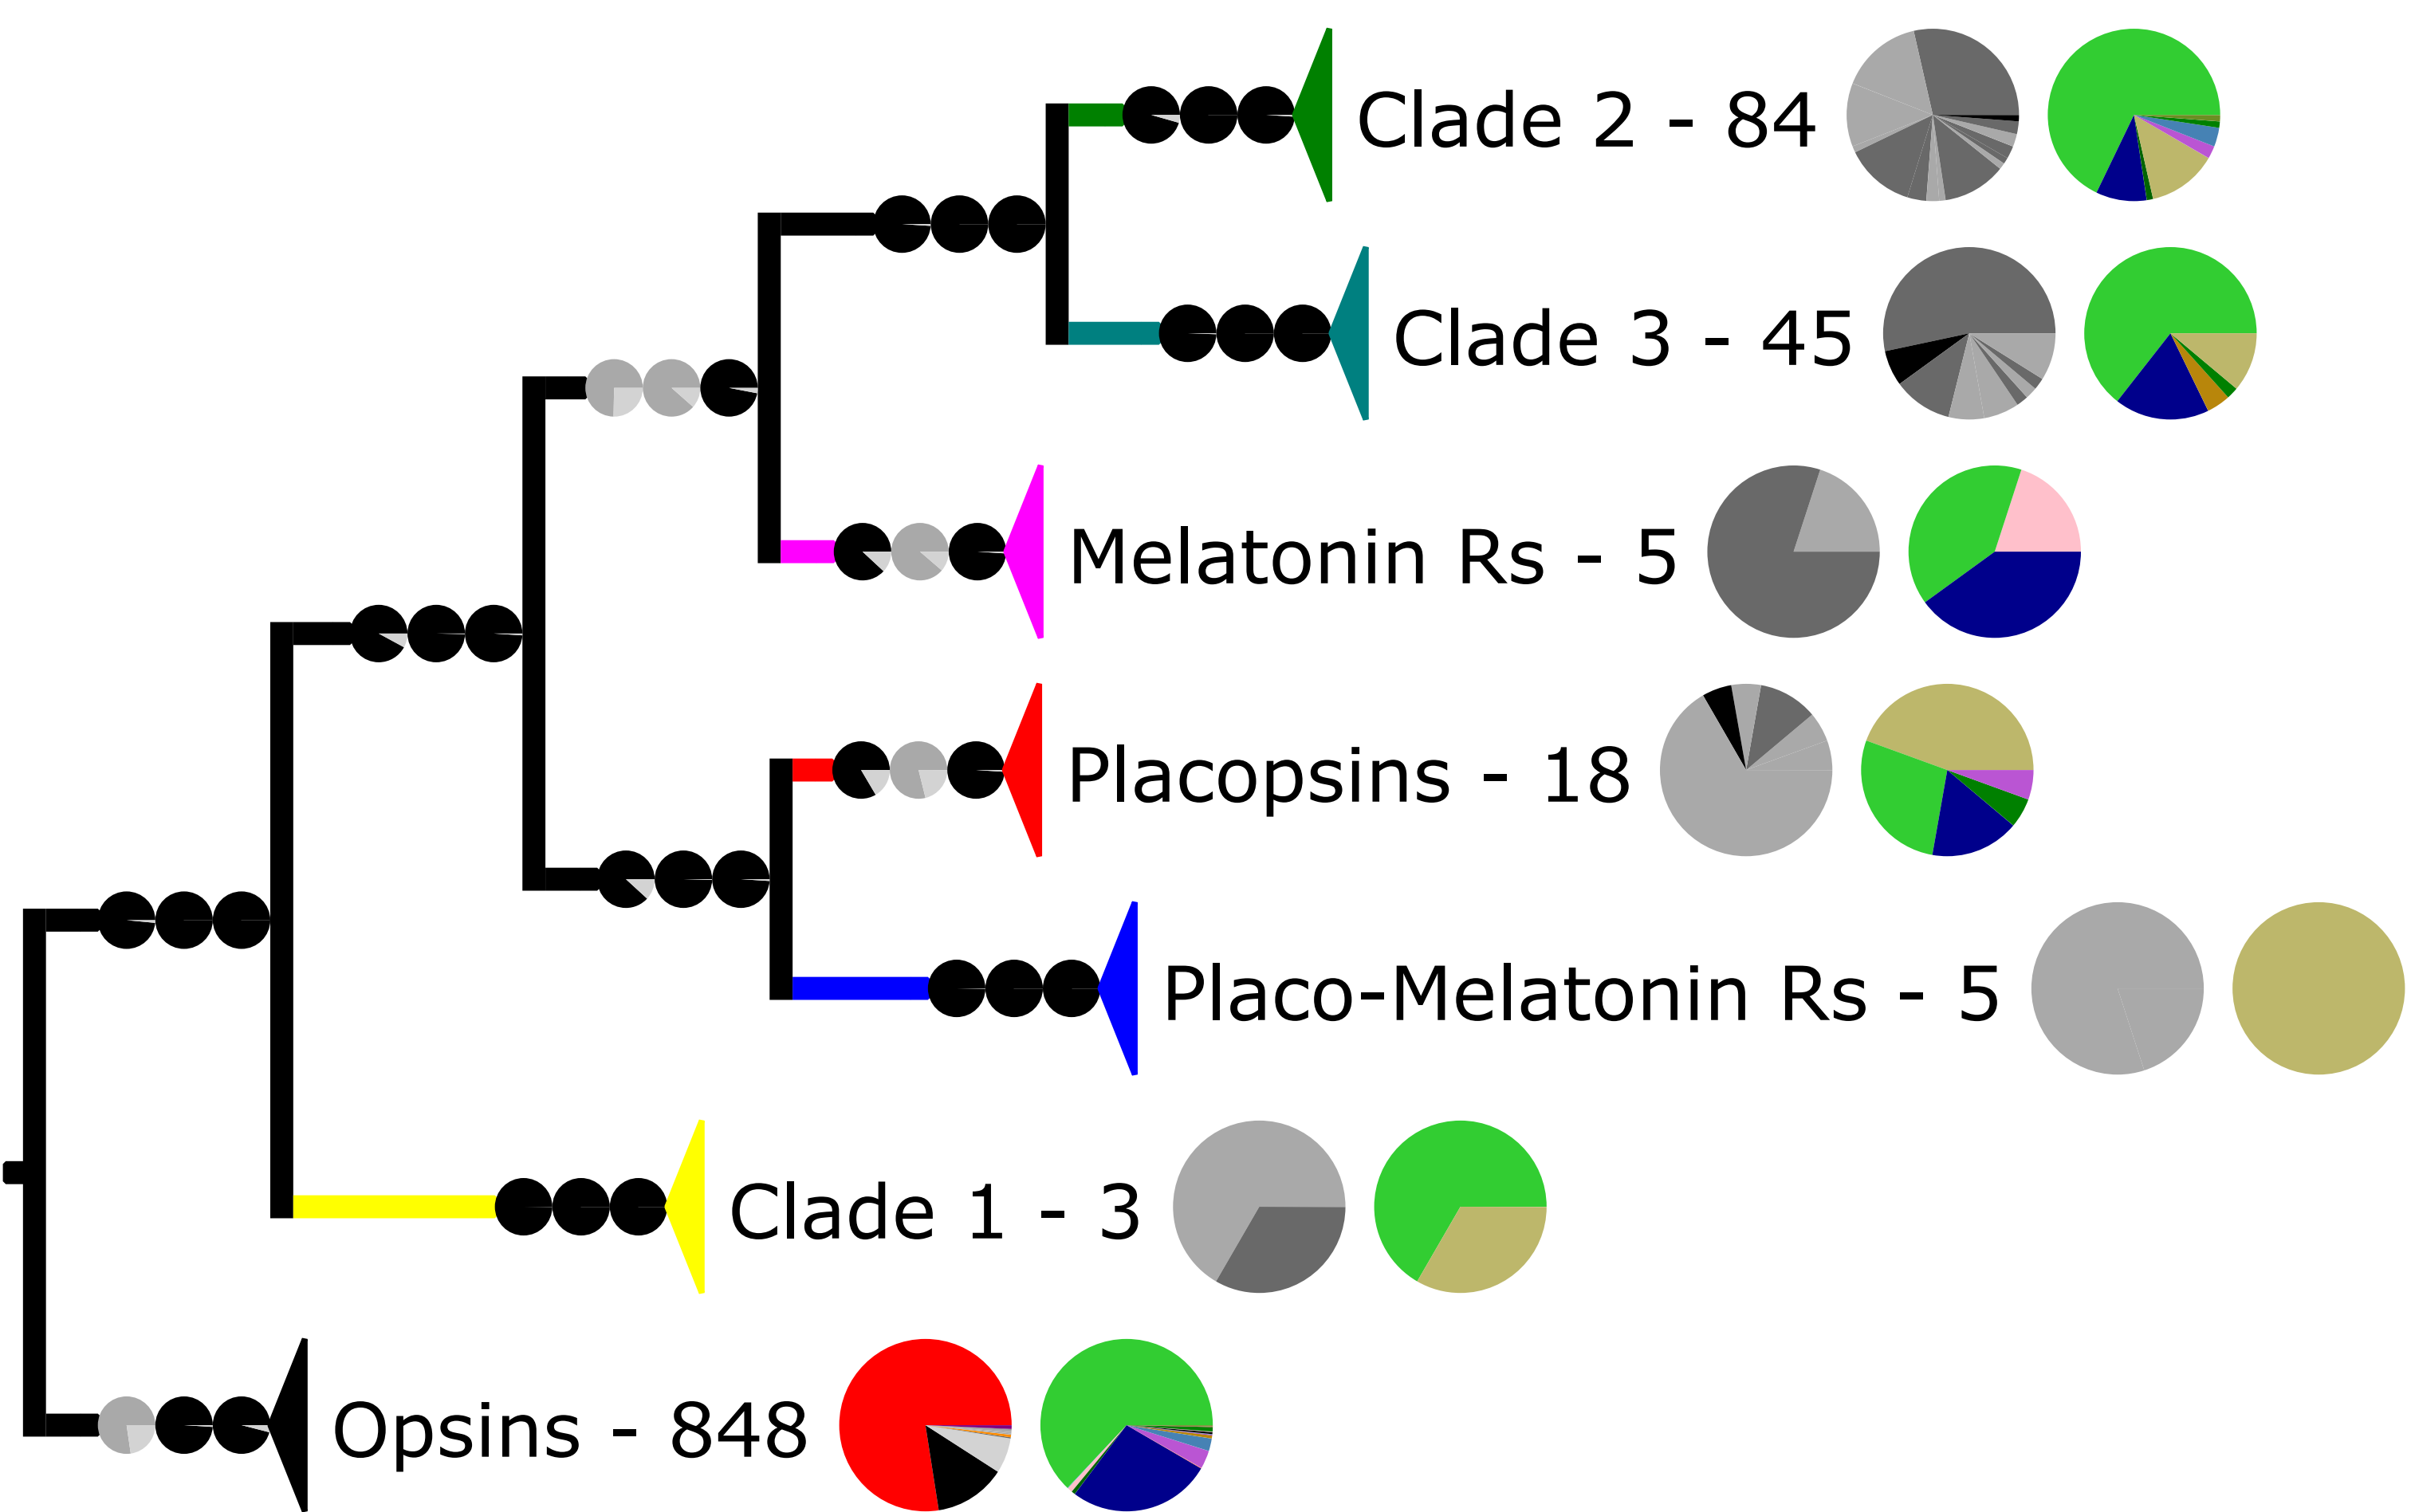 Clade 2 - 84
Clade 3 - 45
Melatonin Rs - 5
Placopsins - 18
Placo-Melatonin Rs - 5
Clade 1 - 3
Opsins - 848